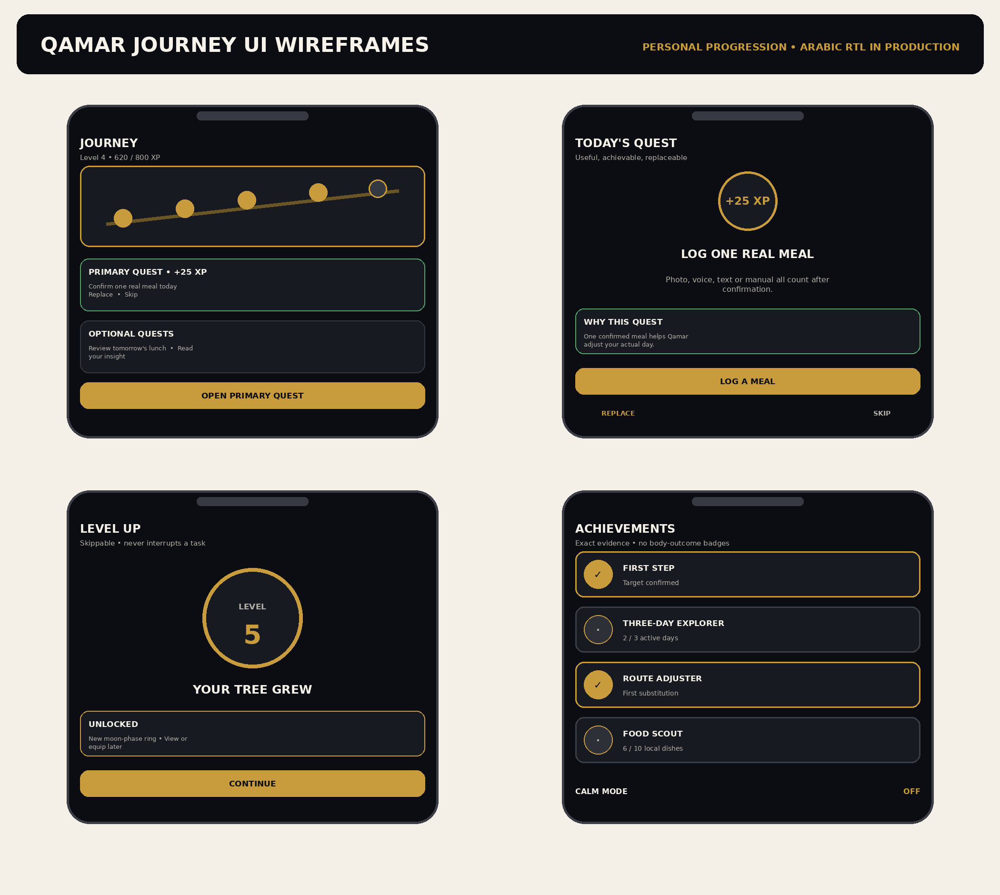 QAMAR JOURNEY UI WIREFRAMES
PERSONAL PROGRESSION • ARABIC RTL IN PRODUCTION
JOURNEY
Level 4 • 620 / 800 XP
PRIMARY QUEST • +25 XP
Confirm one real meal today
Replace • Skip
OPTIONAL QUESTS
Review tomorrow's lunch • Read
your insight
OPEN PRIMARY QUEST
TODAY'S QUEST
Useful, achievable, replaceable
+25 XP
LOG ONE REAL MEAL
Photo, voice, text or manual all count after
confirmation.
WHY THIS QUEST
One confirmed meal helps Qamar
adjust your actual day.
LOG A MEAL
REPLACE
SKIP
LEVEL UP
Skippable • never interrupts a task
LEVEL
5
YOUR TREE GREW
UNLOCKED
New moon-phase ring • View or
equip later
CONTINUE
ACHIEVEMENTS
Exact evidence • no body-outcome badges
✓
FIRST STEP
Target confirmed
THREE-DAY EXPLORER
2 / 3 active days
✓
ROUTE ADJUSTER
First substitution
FOOD SCOUT
6 / 10 local dishes
CALM MODE
OFF